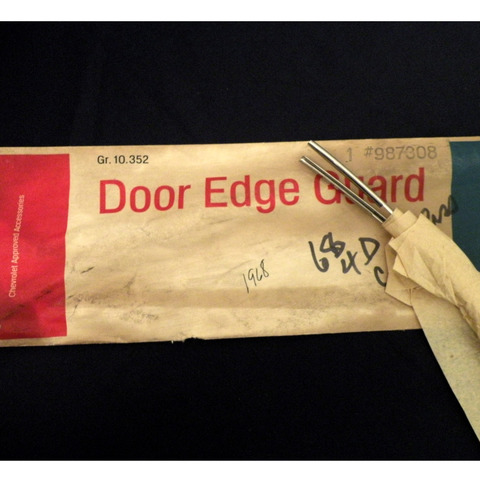 Gr. 10.352
1 #987308
Door Edge Guard
Chevrolet Approved Accessories
1968
68
4D